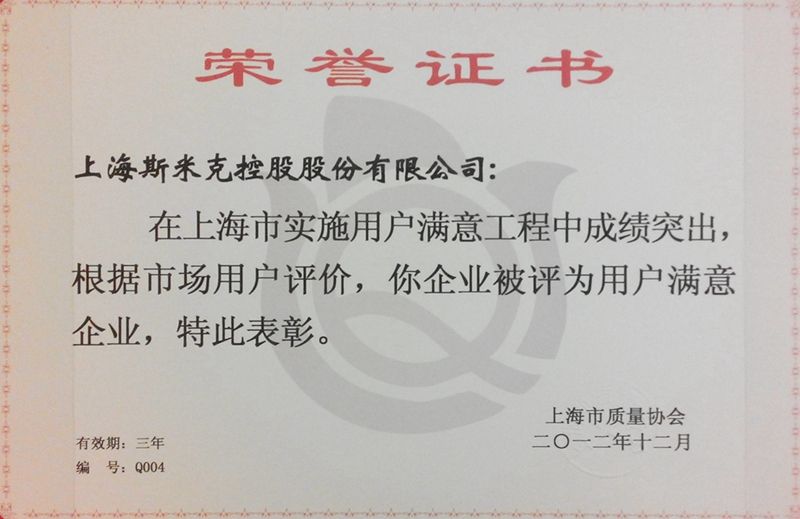 荣誉证书
上海斯米克控股股份有限公司:
在上海市实施用户满意工程中成绩突出，
根据市场用户评价，你企业被评为用户满意
企业，特此表彰。
上海市质量协会
有效期：三年
二〇一二年十二月
编 号：Q004